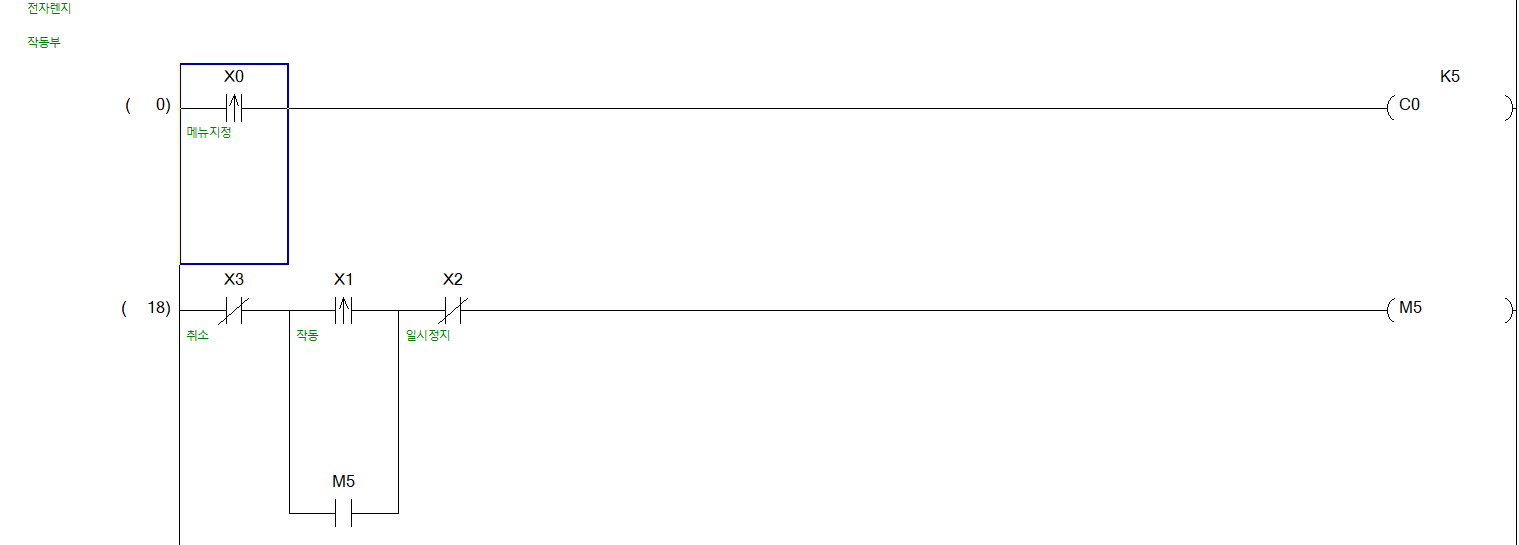 전자렌지
작동부
X0 K5
( 0) C0
메뉴지정
X3 X1 X2
( 18) M5
취소 작동 일시정지
M5